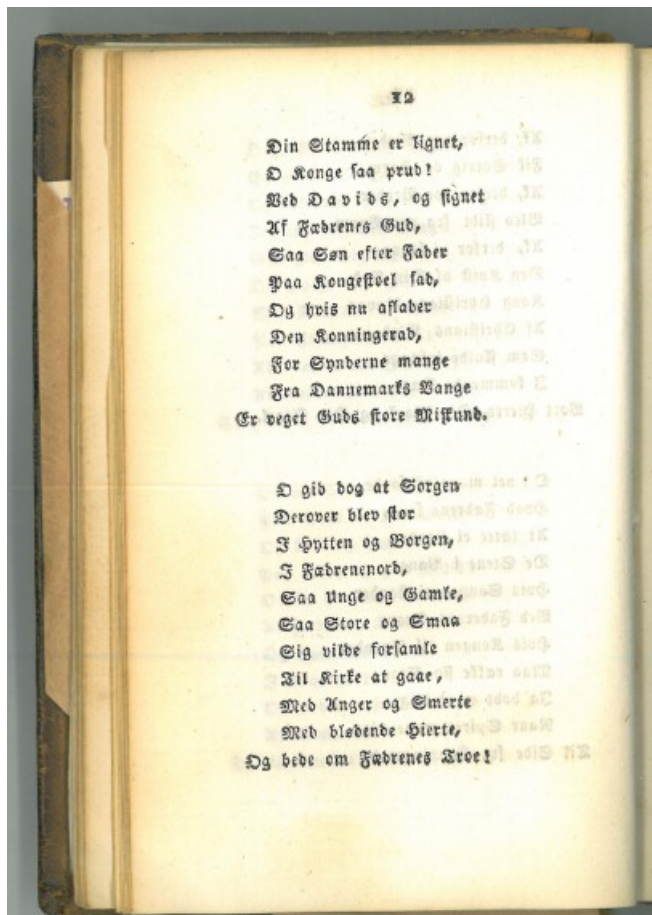 12
Din Stamme er lignet,
O Konge saa prud!
Ved Davids, og signet
Af Fædrenes Gud,
Saa Søn efter Fader
Paa Kongestoel sad,
Og hvis nu aflader
Den Konningerad,
For Synderne mange
Fra Dannemarks Vange
Er veget Guds store Miskund.
O gid dog at Sorgen
Derover blev stor
I Hytten og Borgen,
I Fædrenenord,
Saa Unge og Gamle,
Saa Store og Smaa
Sig vilde forsamle
Til Kirke at gaae,
Med Anger og Smerte
Med blødende Hierte,
Og bede om Fædrenes Troe!